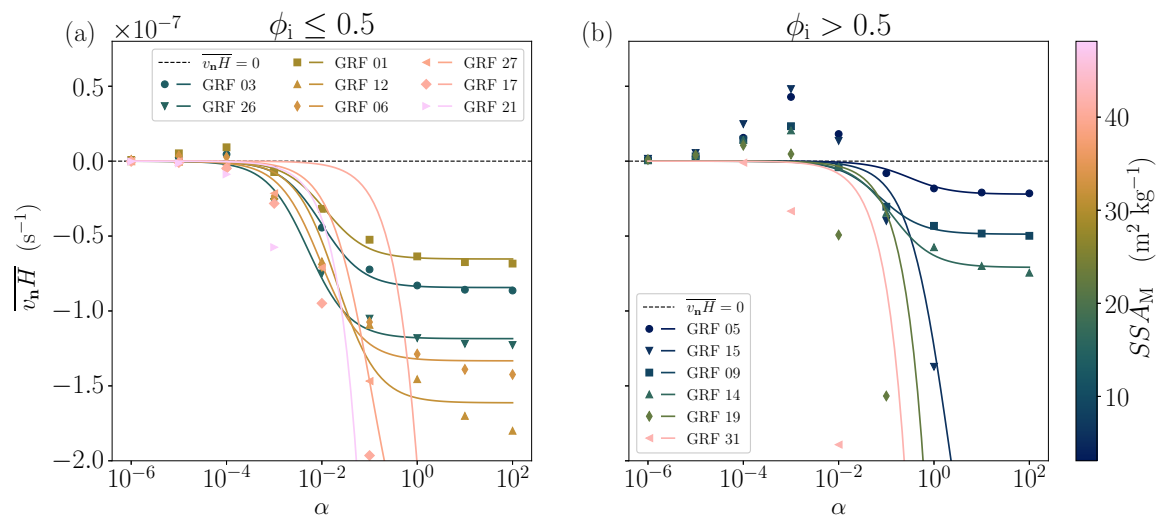 (a) ×10⁻⁷ ϕᵢ ≤ 0.5
v𝐧H = 0
GRF 03
GRF 26
GRF 01
GRF 12
GRF 06
GRF 27
GRF 17
GRF 21
0.5
0.0
−0.5
−1.0
−1.5
−2.0
v𝐧H (s⁻¹)
10⁻⁶ 10⁻⁴ 10⁻² 10⁰ 10²
α
(b) ϕᵢ > 0.5
v𝐧H = 0
GRF 05
GRF 15
GRF 09
GRF 14
GRF 19
GRF 31
10⁻⁶ 10⁻⁴ 10⁻² 10⁰ 10²
α
40
30
20
10
SSA_M (m² kg⁻¹)